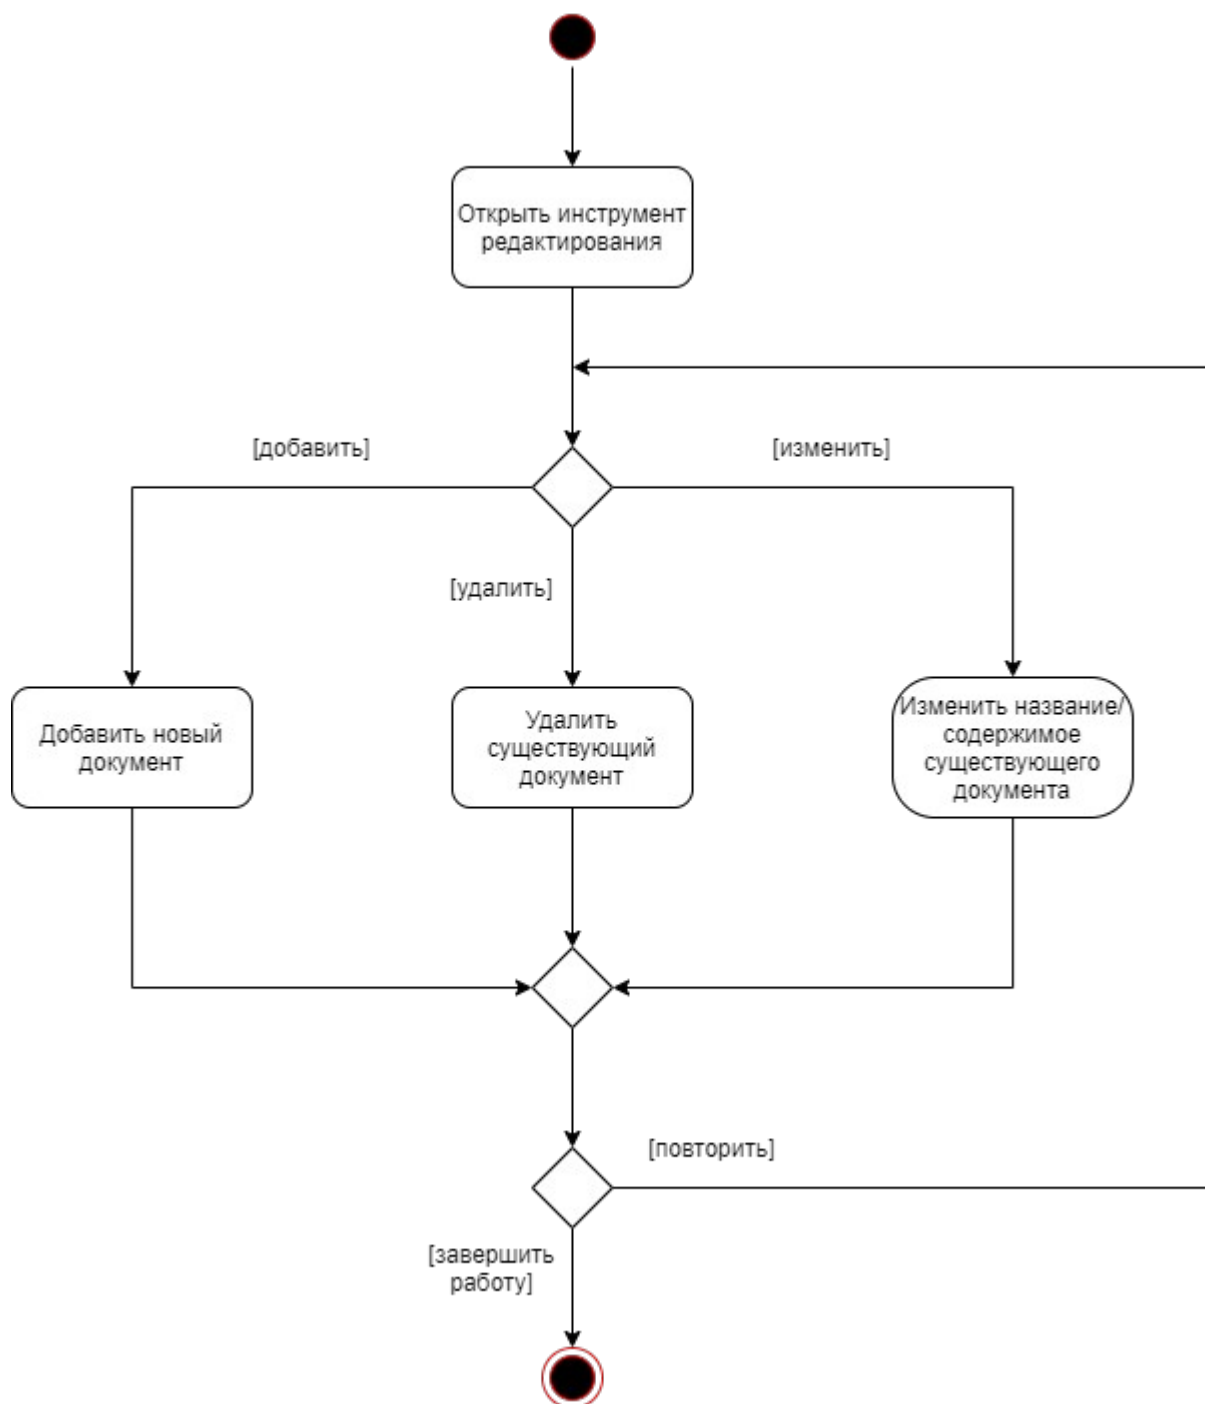 Открыть инструмент
редактирования
[добавить]
[изменить]
[удалить]
Добавить новый
документ
Удалить
существующий
документ
Изменить название/
содержимое
существующего
документа
[повторить]
[завершить
работу]